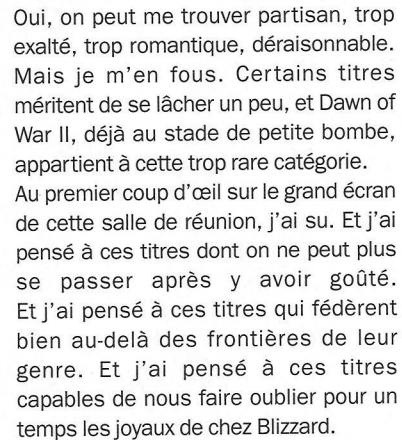 Oui, on peut me trouver partisan, trop
exalté, trop romantique, déraisonnable.
Mais je m'en fous. Certains titres
méritent de se lâcher un peu, et Dawn of
War II, déjà au stade de petite bombe,
appartient à cette trop rare catégorie.
Au premier coup d'œil sur le grand écran
de cette salle de réunion, j'ai su. Et j'ai
pensé à ces titres dont on ne peut plus
se passer après y avoir goûté.
Et j'ai pensé à ces titres qui fédèrent
bien au-delà des frontières de leur
genre. Et j'ai pensé à ces titres
capables de nous faire oublier pour un
temps les joyaux de chez Blizzard.